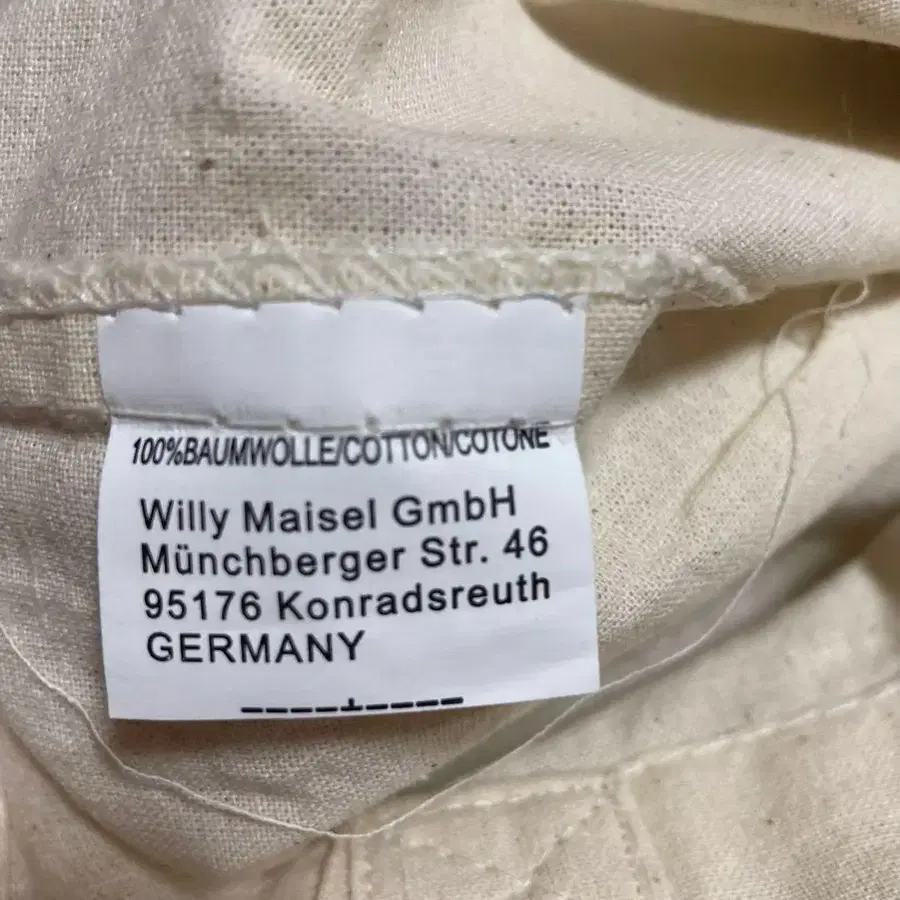 100%BAUMWOLLE/COTTON/COTONE
Willy Maisel GmbH
Münchberger Str. 46
95176 Konradsreuth
GERMANY